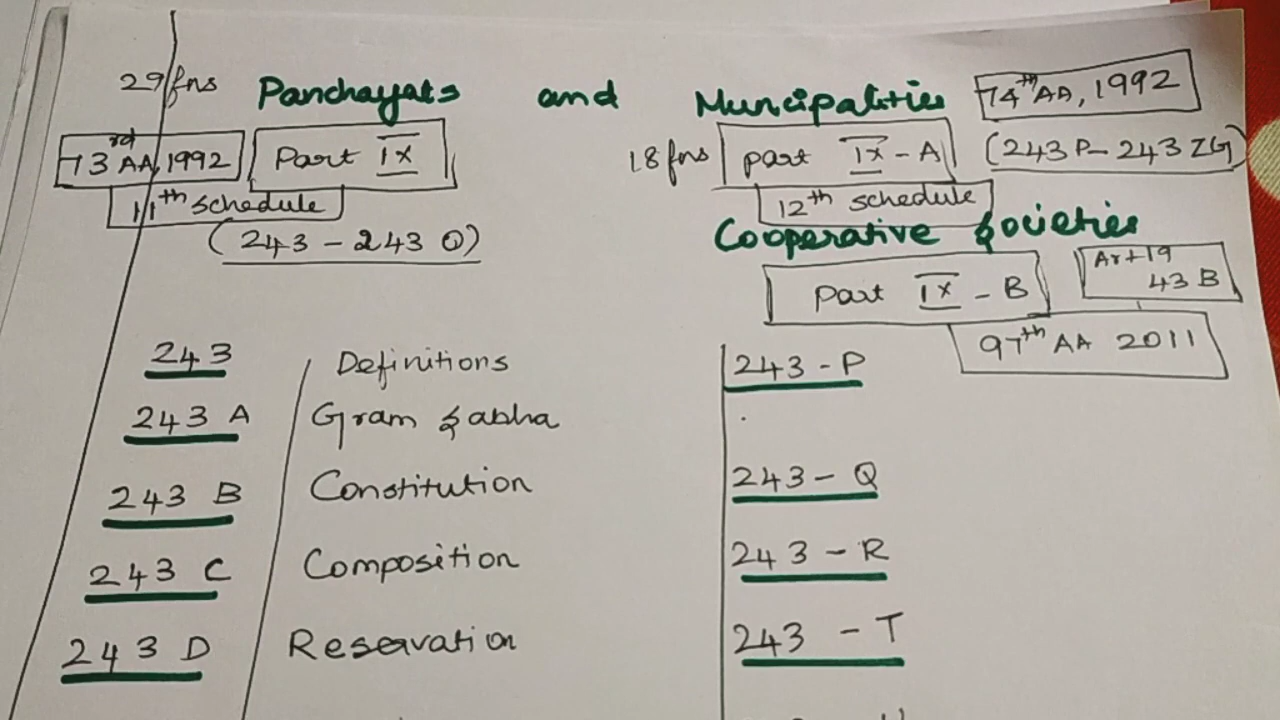 29 fns Panchayats and Muncipalities 74th AA, 1992
73rd AA, 1992 Part IX 18 fns part IX - A (243 P - 243 ZG)
11th schedule 12th schedule
(243 - 243 O) Cooperative Societies
Part IX - B Art 19 43 B
97th AA 2011
243 Definitions 243 - P
243 A Gram Sabha
243 B Constitution 243 - Q
243 C Composition 243 - R
243 D Reservation 243 - T